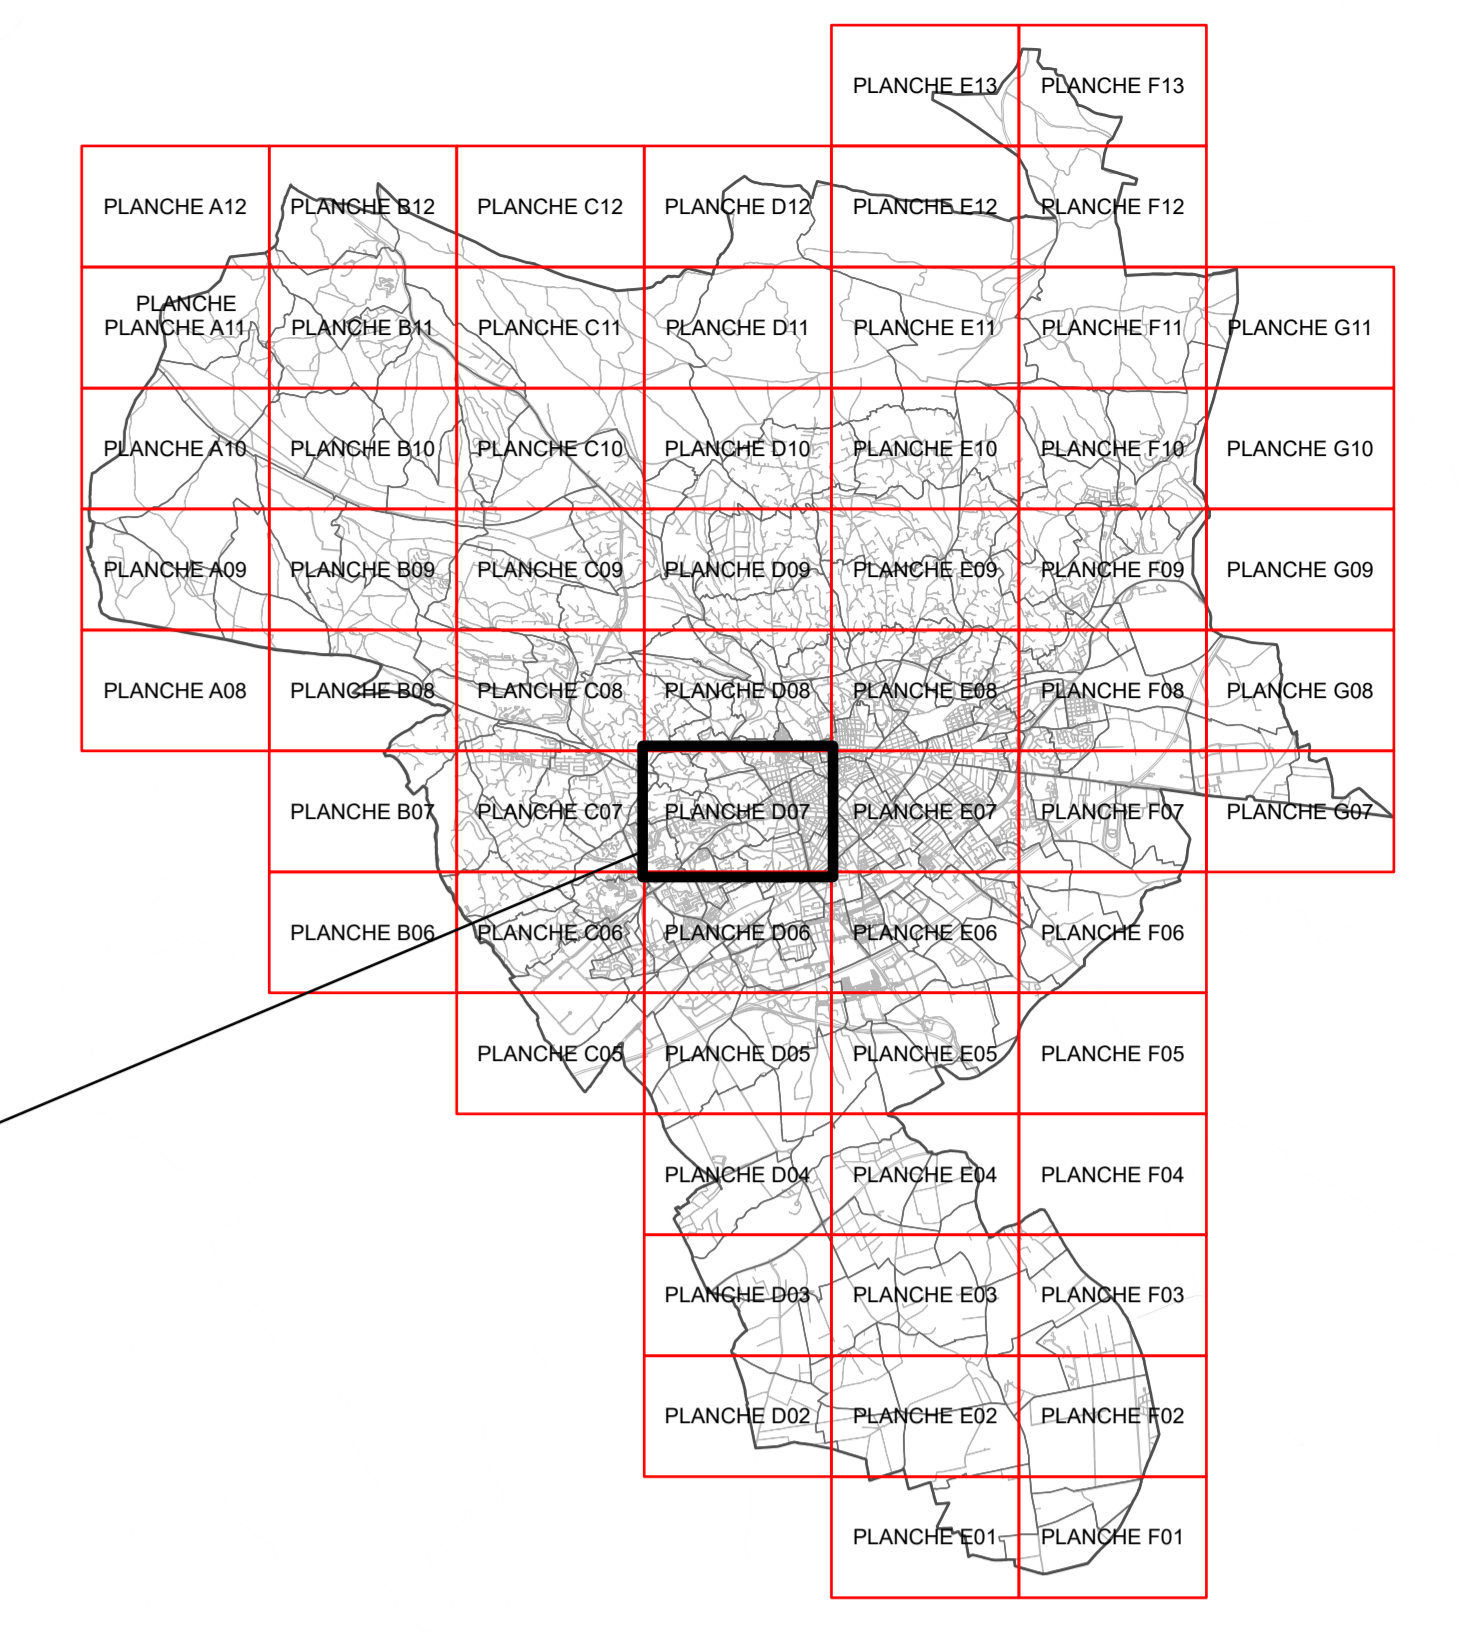 PLANCHE E13
PLANCHE F13
PLANCHE A12
PLANCHE B12
PLANCHE C12
PLANCHE D12
PLANCHE E12
PLANCHE F12
PLANCHE
PLANCHE A11
PLANCHE B11
PLANCHE C11
PLANCHE D11
PLANCHE E11
PLANCHE F11
PLANCHE G11
PLANCHE A10
PLANCHE B10
PLANCHE C10
PLANCHE D10
PLANCHE E10
PLANCHE F10
PLANCHE G10
PLANCHE A09
PLANCHE B09
PLANCHE C09
PLANCHE D09
PLANCHE E09
PLANCHE F09
PLANCHE G09
PLANCHE A08
PLANCHE B08
PLANCHE C08
PLANCHE D08
PLANCHE E08
PLANCHE F08
PLANCHE G08
PLANCHE B07
PLANCHE C07
PLANCHE D07
PLANCHE E07
PLANCHE F07
PLANCHE G07
PLANCHE B06
PLANCHE C06
PLANCHE D06
PLANCHE E06
PLANCHE F06
PLANCHE C05
PLANCHE D05
PLANCHE E05
PLANCHE F05
PLANCHE D04
PLANCHE E04
PLANCHE F04
PLANCHE D03
PLANCHE E03
PLANCHE F03
PLANCHE D02
PLANCHE E02
PLANCHE F02
PLANCHE E01
PLANCHE F01